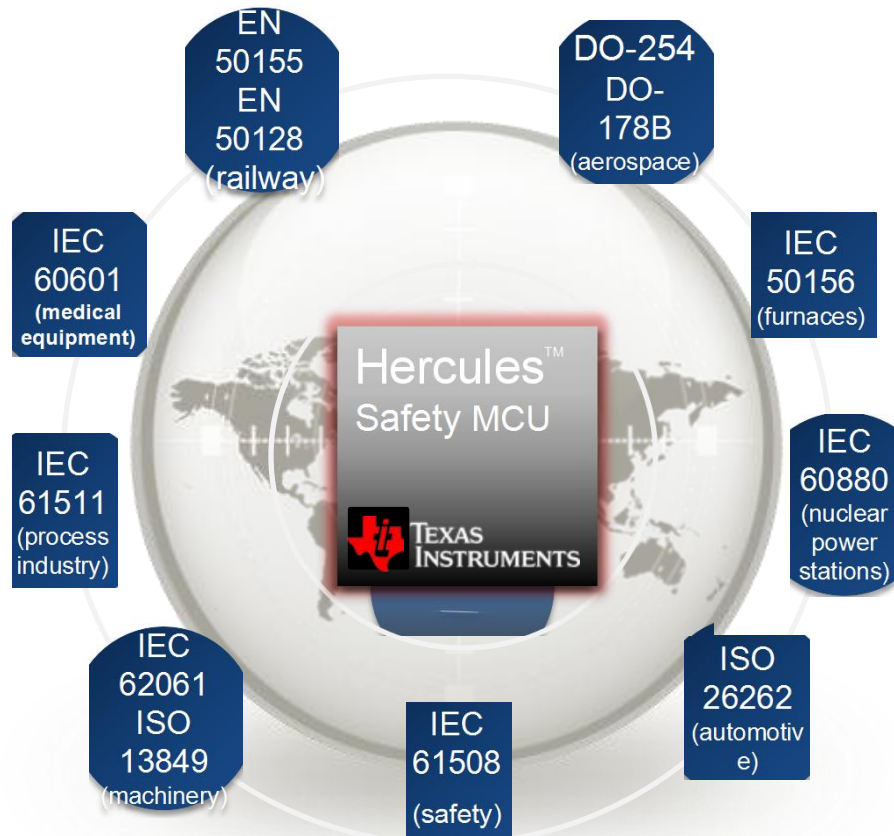 EN
50155
EN
50128
(railway)
DO-254
DO-
178B
(aerospace)
IEC
60601
(medical
equipment)
IEC
50156
(furnaces)
Hercules™
Safety MCU
TEXAS
INSTRUMENTS
IEC
61511
(process
industry)
IEC
60880
(nuclear
power
stations)
IEC
62061
ISO
13849
(machinery)
IEC
61508
(safety)
ISO
26262
(automotiv
e)